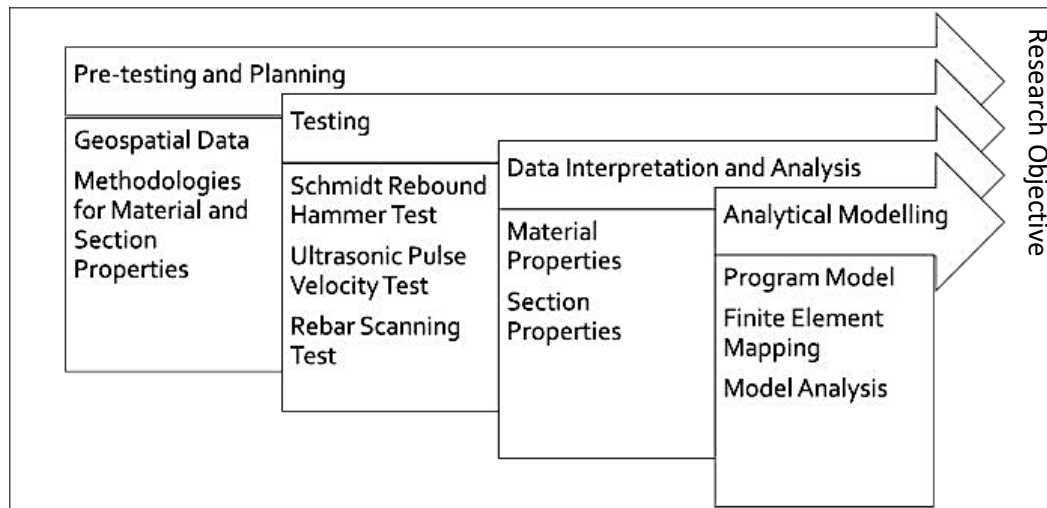 Pre-testing and Planning
Geospatial Data
Methodologies
for Material and
Section
Properties
Testing
Schmidt Rebound
Hammer Test
Ultrasonic Pulse
Velocity Test
Rebar Scanning
Test
Data Interpretation and Analysis
Material
Properties
Section
Properties
Analytical Modelling
Program Model
Finite Element
Mapping
Model Analysis
Research Objective